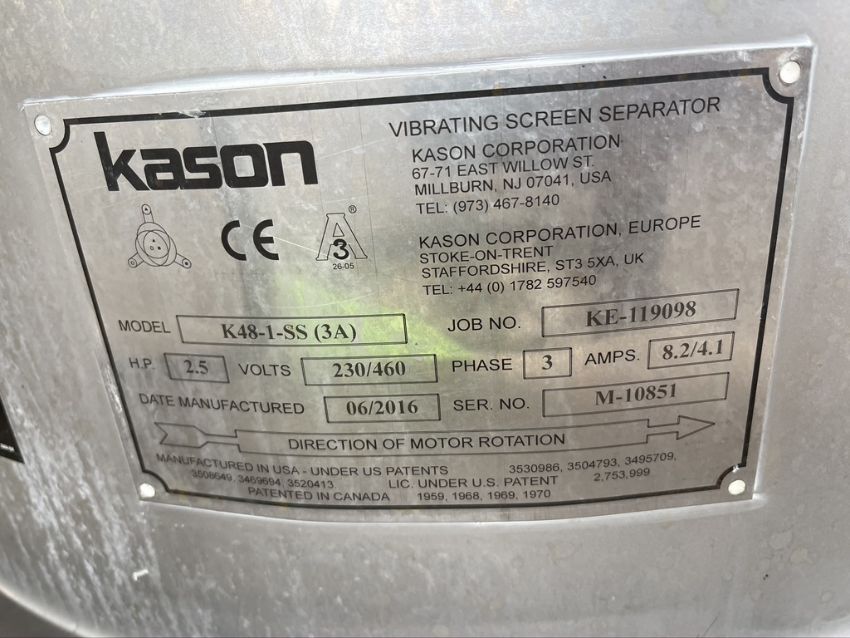 kason
VIBRATING SCREEN SEPARATOR
KASON CORPORATION
67-71 EAST WILLOW ST.
MILLBURN, NJ 07041, USA
TEL: (973) 467-8140
CE A 3 ®
26-05
KASON CORPORATION, EUROPE
STOKE-ON-TRENT
STAFFORDSHIRE, ST3 5XA, UK
TEL: +44 (0) 1782 597540
MODEL K48-1-SS (3A) JOB NO. KE-119098
H.P. 2.5 VOLTS 230/460 PHASE 3 AMPS. 8.2/4.1
DATE MANUFACTURED 06/2016 SER. NO. M-10851
DIRECTION OF MOTOR ROTATION
MANUFACTURED IN USA - UNDER US PATENTS 3530986, 3504793, 3495709,
3508649, 3469694, 3520413 LIC. UNDER U.S. PATENT 2,753,999
PATENTED IN CANADA 1959, 1968, 1969, 1970